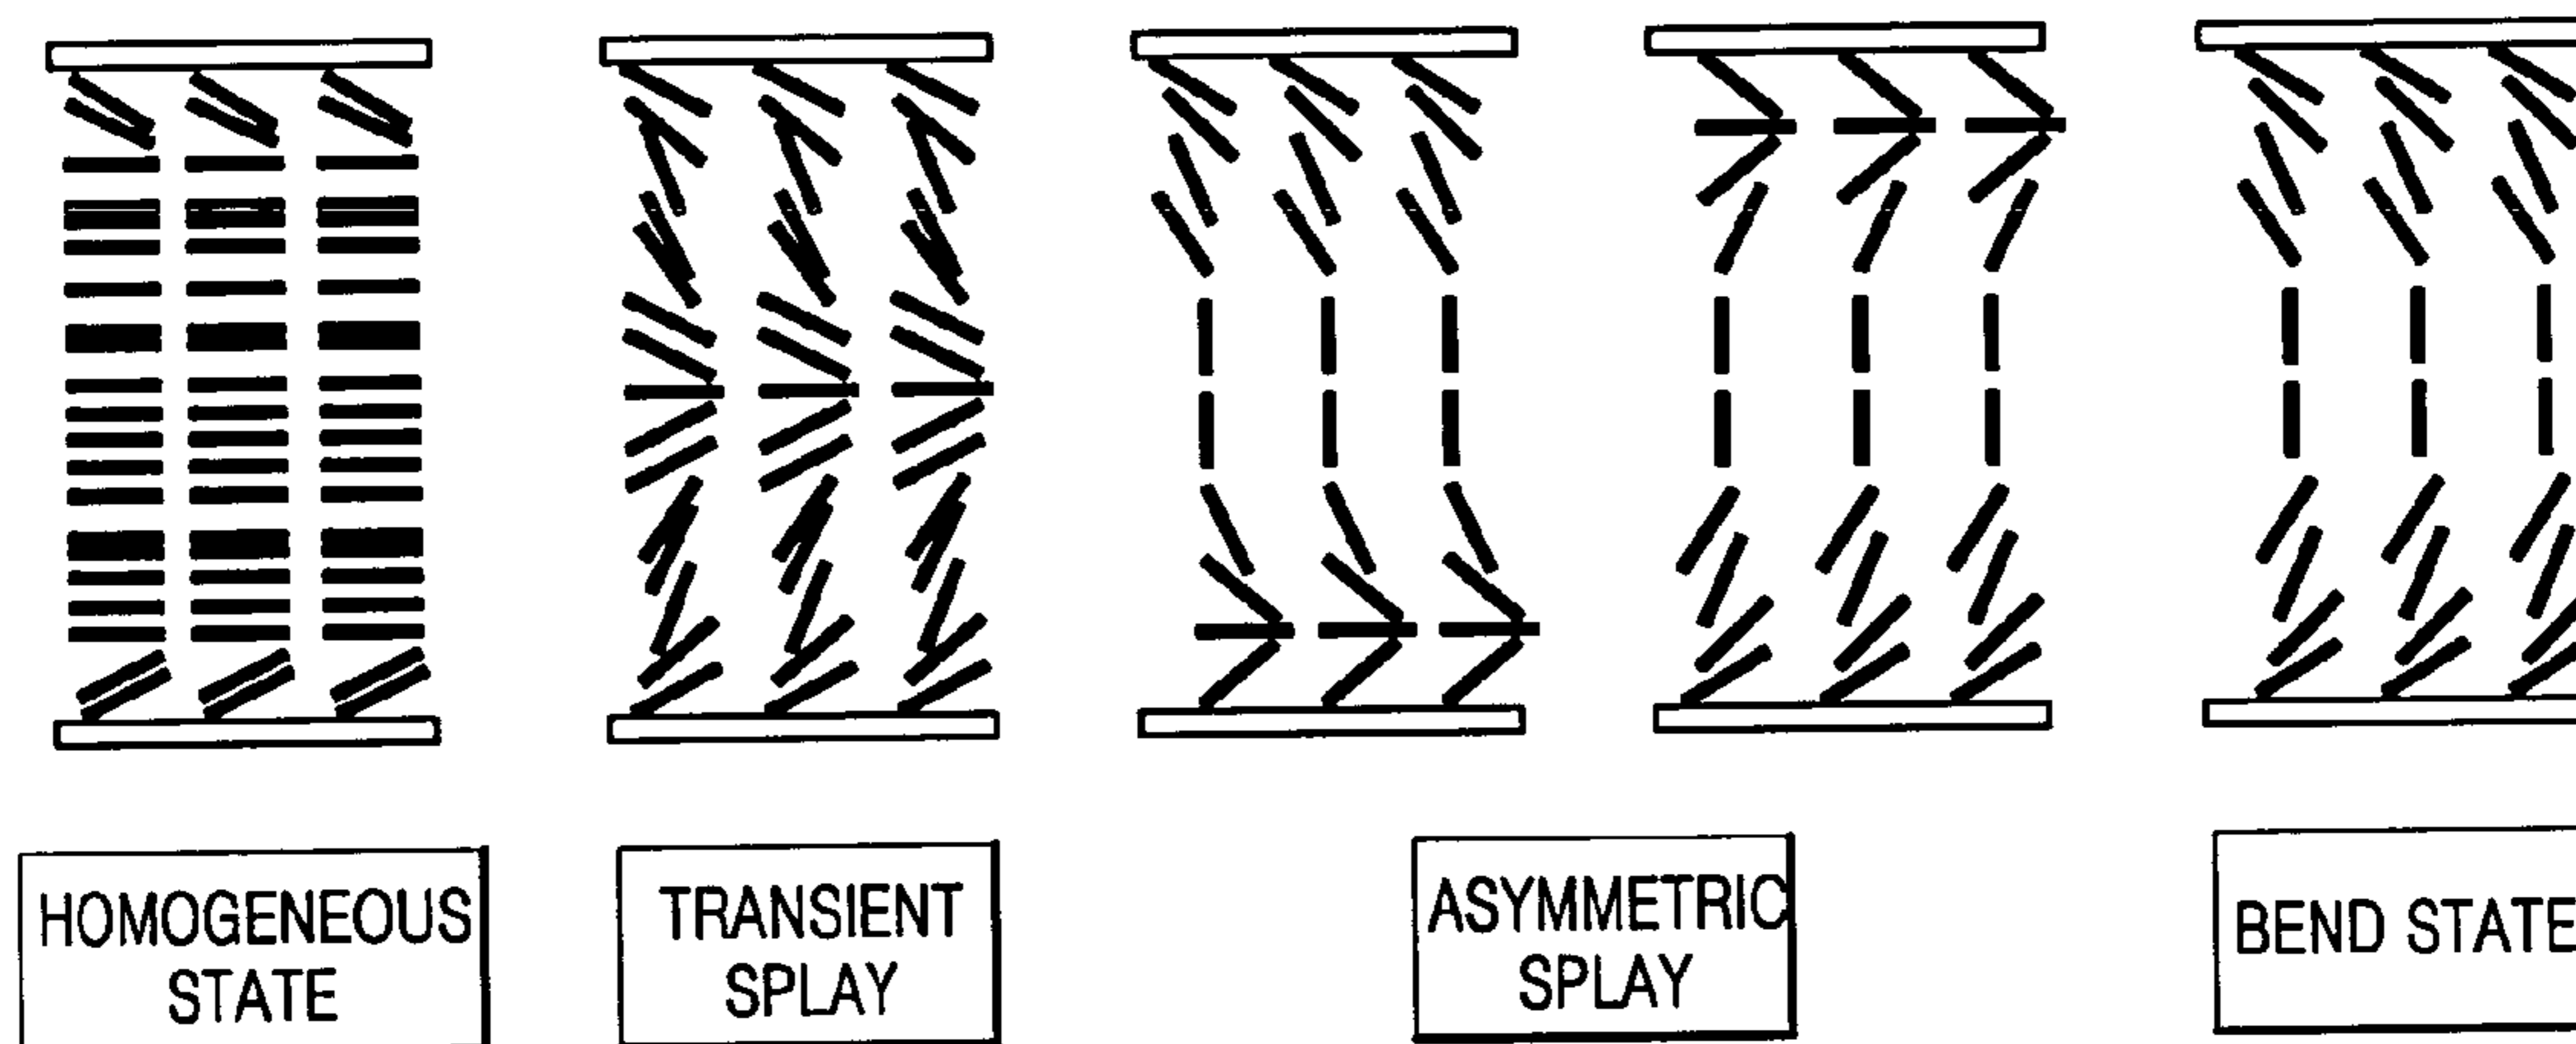 HOMOGENEOUS
STATE
TRANSIENT
SPLAY
ASYMMETRIC
SPLAY
BEND STATE